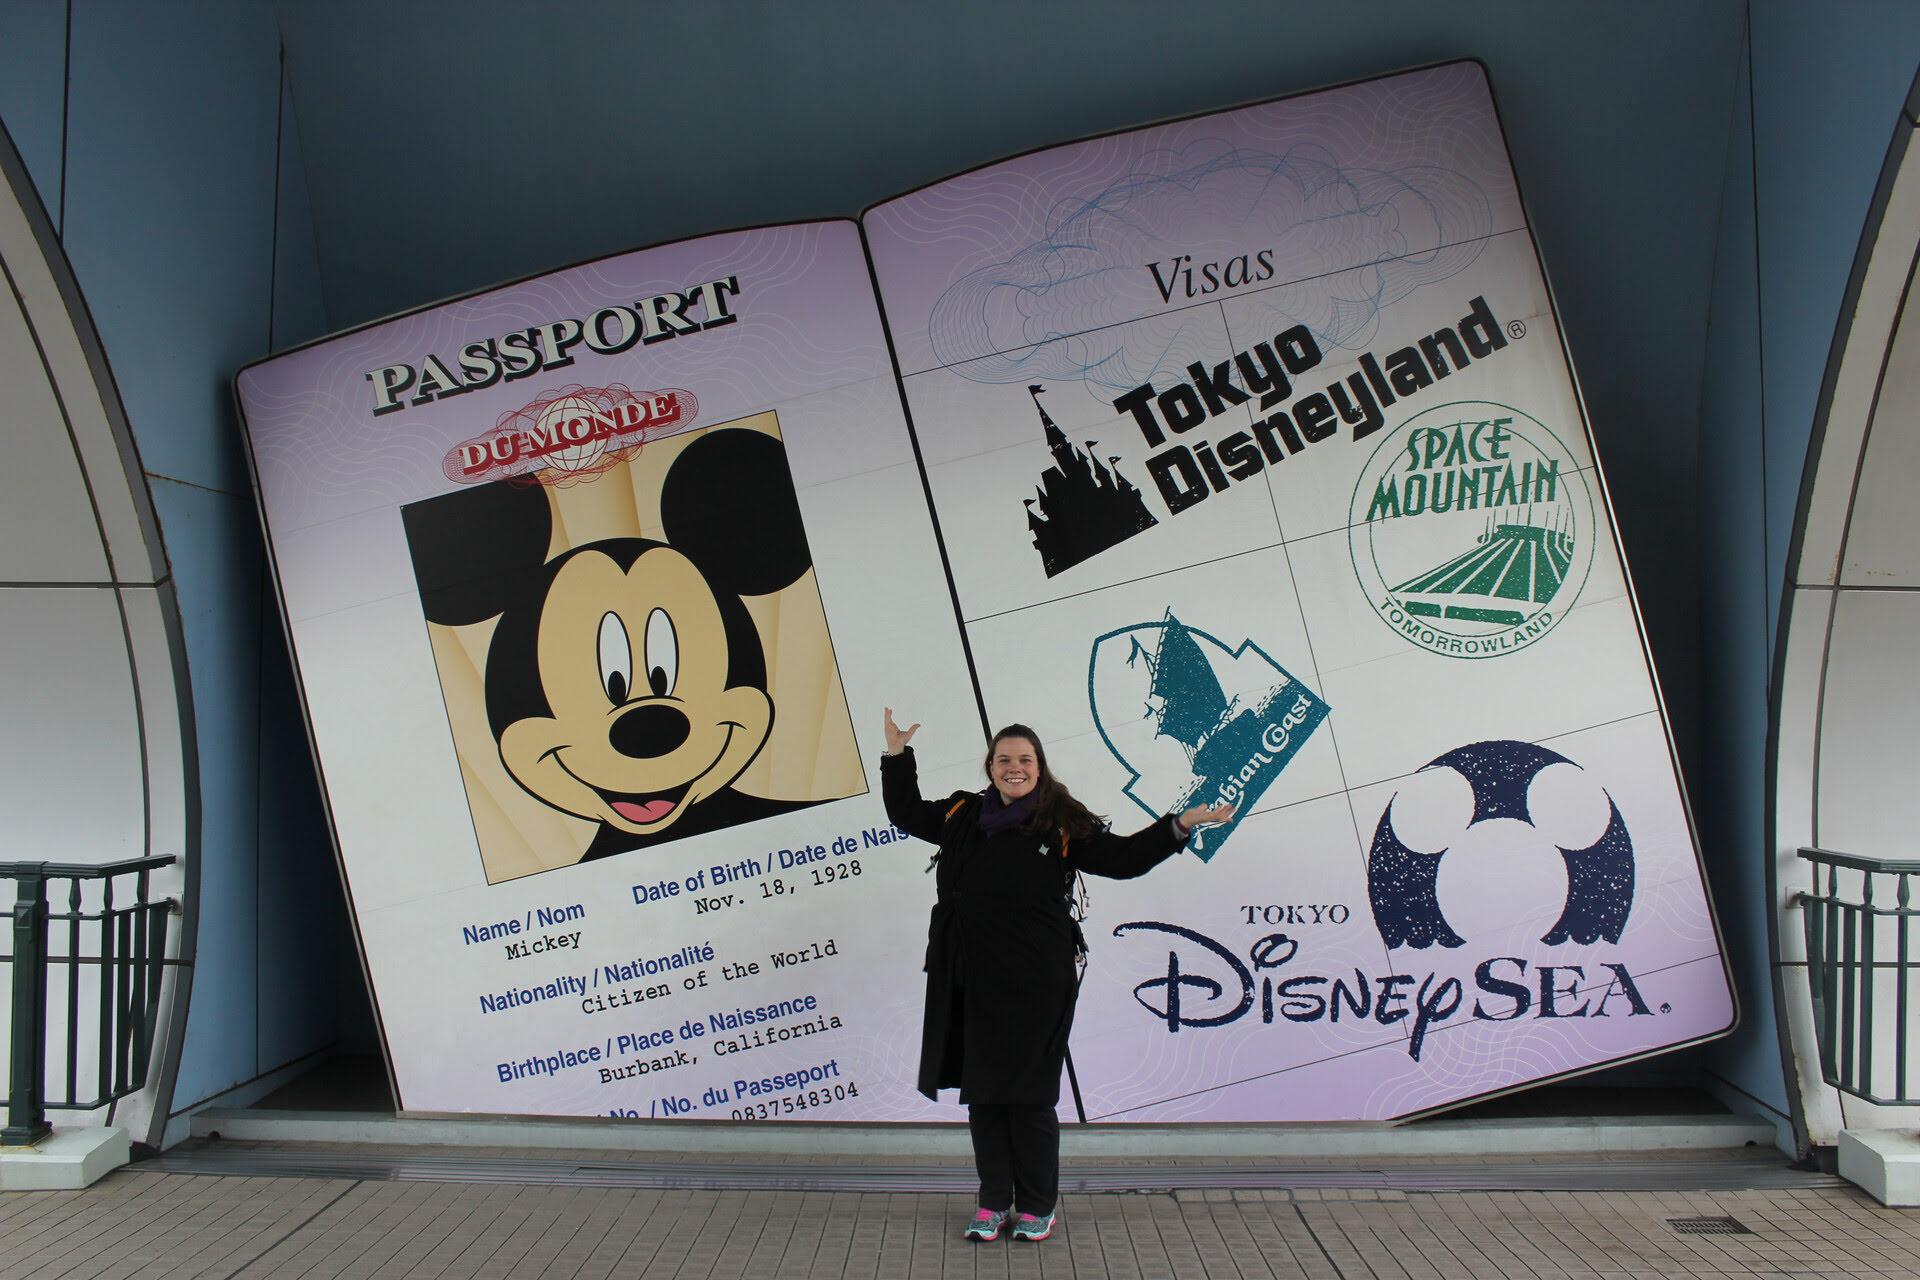 PASSPORT
DU MONDE
Name / Nom
Mickey
Date of Birth / Date de Nais
Nov. 18, 1928
Nationality / Nationalité
Citizen of the World
Birthplace / Place de Naissance
Burbank, California
No. / No. du Passeport
0837548304
Visas
Tokyo
Disneyland®
SPACE
MOUNTAIN
TOMORROWLAND
Arabian Coast
TOKYO
DISNEYSEA®